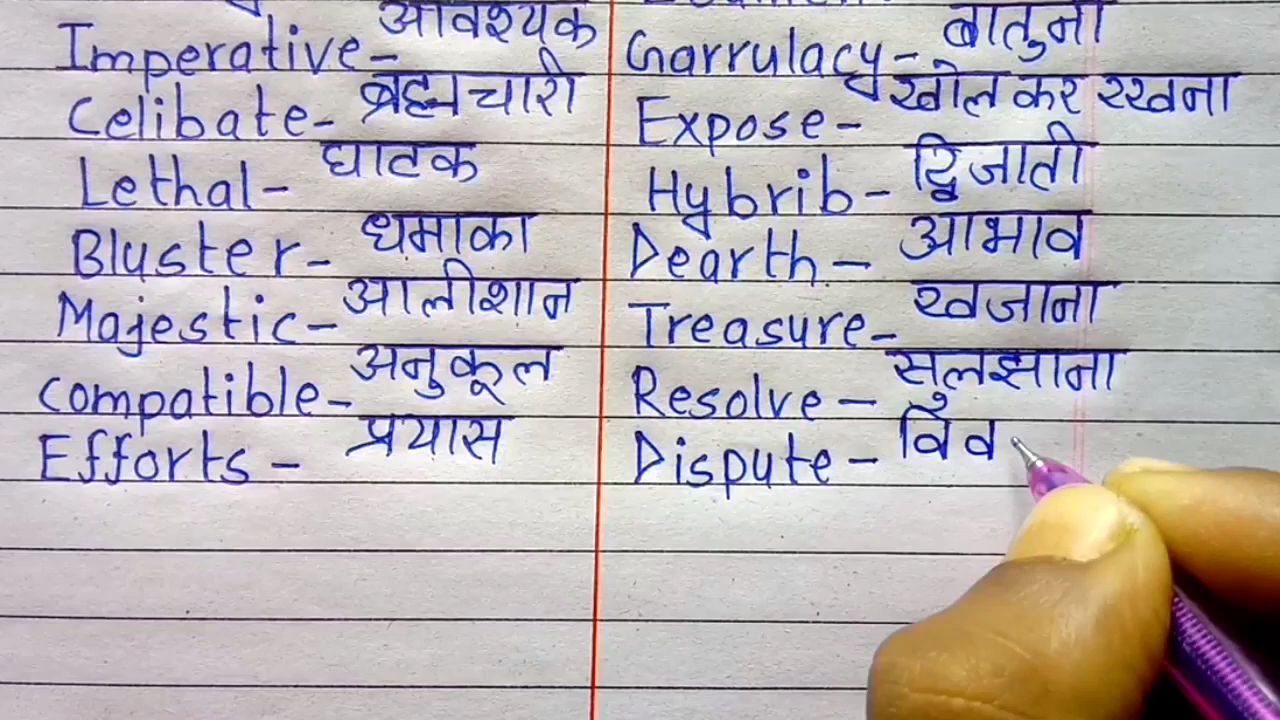 Imperative- आवश्यक
Celibate- ब्रह्मचारी
Lethal- घाटक
Bluster- धमाका
Majestic- आलीशान
Compatible- अनुकूल
Efforts- प्रयास
Garrulacy- बातुनी
Expose- खोल कर रखना
Hybrib- द्विजाती
Dearth- आभाव
Treasure- खजाना
Resolve- सुलझाना
Dispute- विव